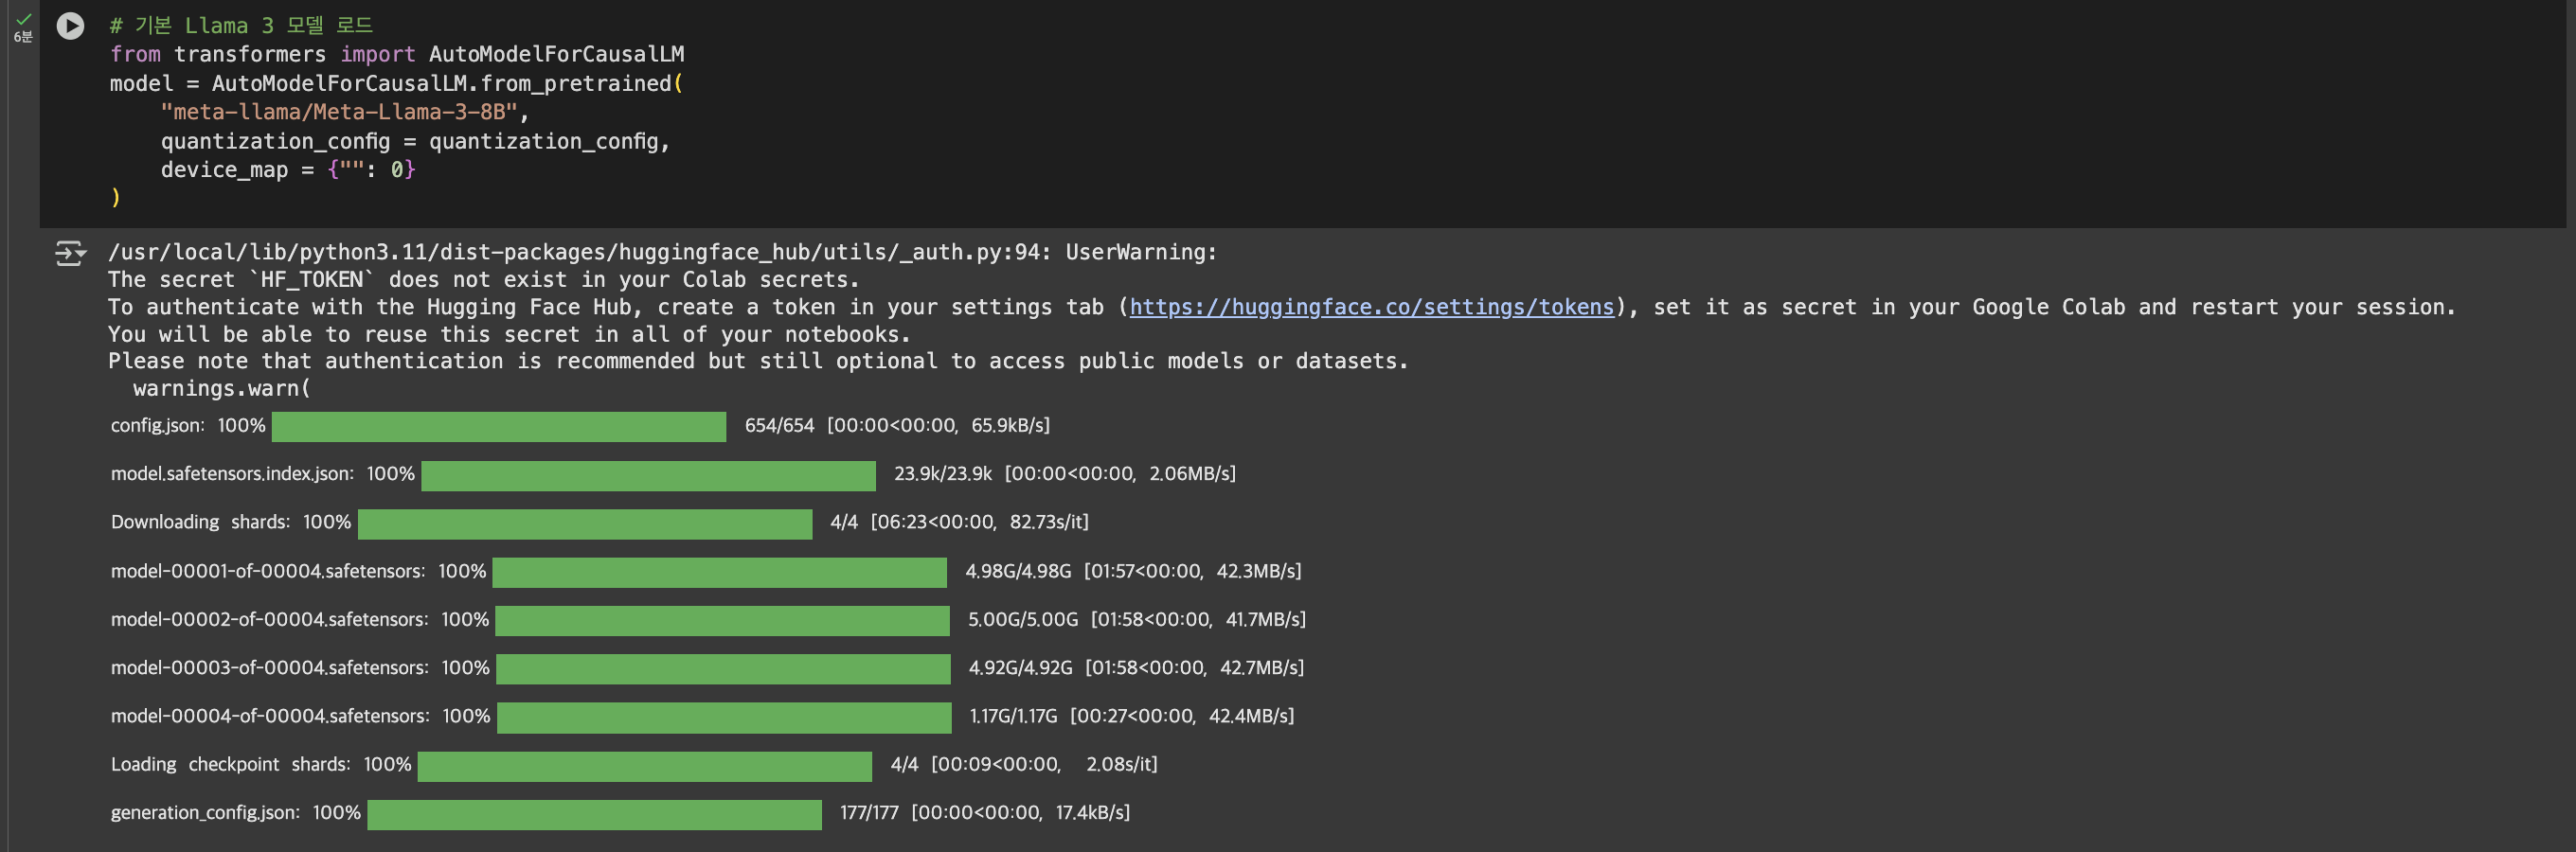 6분
# 기본 Llama 3 모델 로드
from transformers import AutoModelForCausalLM
model = AutoModelForCausalLM.from_pretrained(
    "meta-llama/Meta-Llama-3-8B",
    quantization_config = quantization_config,
    device_map = {"": 0}
)
/usr/local/lib/python3.11/dist-packages/huggingface_hub/utils/_auth.py:94: UserWarning:
The secret `HF_TOKEN` does not exist in your Colab secrets.
To authenticate with the Hugging Face Hub, create a token in your settings tab (https://huggingface.co/settings/tokens), set it as secret in your Google Colab and restart your session.
You will be able to reuse this secret in all of your notebooks.
Please note that authentication is recommended but still optional to access public models or datasets.
  warnings.warn(
config.json: 100% 654/654 [00:00<00:00, 65.9kB/s]
model.safetensors.index.json: 100% 23.9k/23.9k [00:00<00:00, 2.06MB/s]
Downloading shards: 100% 4/4 [06:23<00:00, 82.73s/it]
model-00001-of-00004.safetensors: 100% 4.98G/4.98G [01:57<00:00, 42.3MB/s]
model-00002-of-00004.safetensors: 100% 5.00G/5.00G [01:58<00:00, 41.7MB/s]
model-00003-of-00004.safetensors: 100% 4.92G/4.92G [01:58<00:00, 42.7MB/s]
model-00004-of-00004.safetensors: 100% 1.17G/1.17G [00:27<00:00, 42.4MB/s]
Loading checkpoint shards: 100% 4/4 [00:09<00:00, 2.08s/it]
generation_config.json: 100% 177/177 [00:00<00:00, 17.4kB/s]